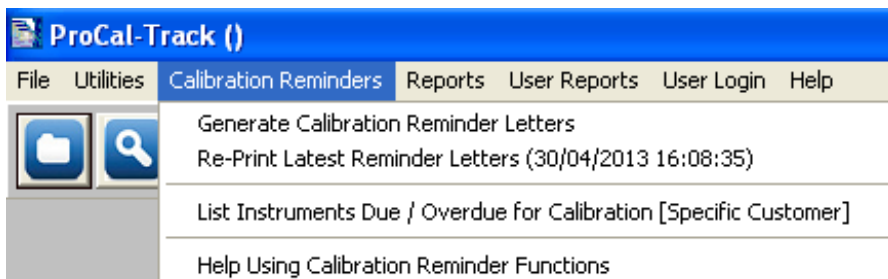 ProCal-Track ()
File Utilities Calibration Reminders Reports User Reports User Login Help
Generate Calibration Reminder Letters
Re-Print Latest Reminder Letters (30/04/2013 16:08:35)
List Instruments Due / Overdue for Calibration [Specific Customer]
Help Using Calibration Reminder Functions